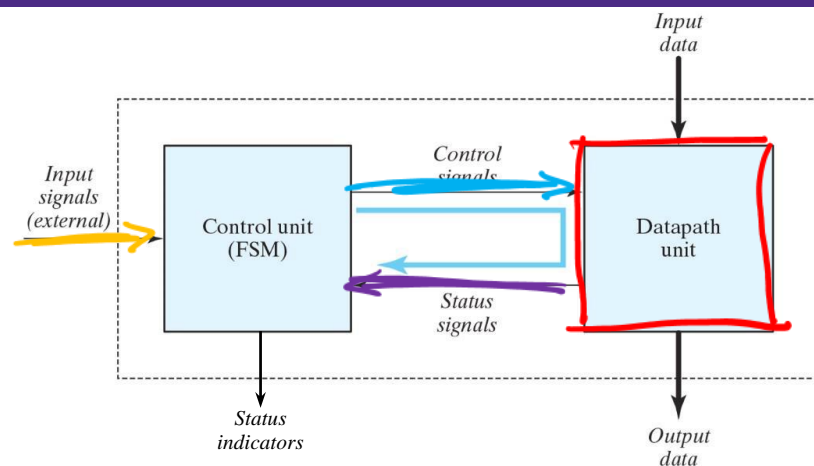 Input
data
Control
signals
Input
signals
(external)
Control unit
(FSM)
Datapath
unit
Status
signals
Status
indicators
Output
data